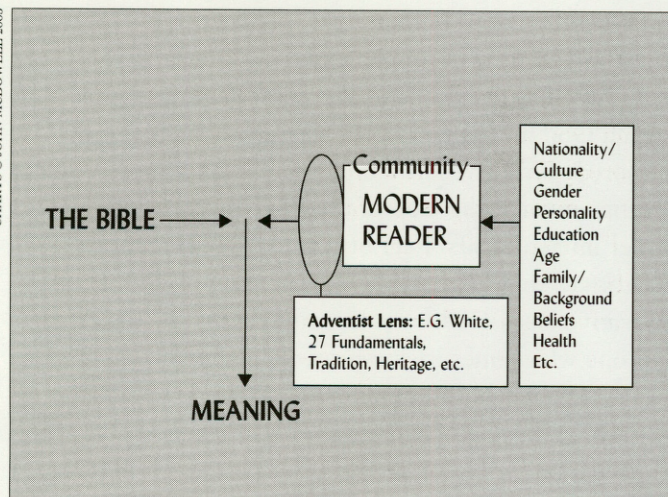 THE BIBLE
Community
MODERN
READER
Nationality/
Culture
Gender
Personality
Education
Age
Family/
Background
Beliefs
Health
Etc.
Adventist Lens: E.G. White,
27 Fundamentals,
Tradition, Heritage, etc.
MEANING